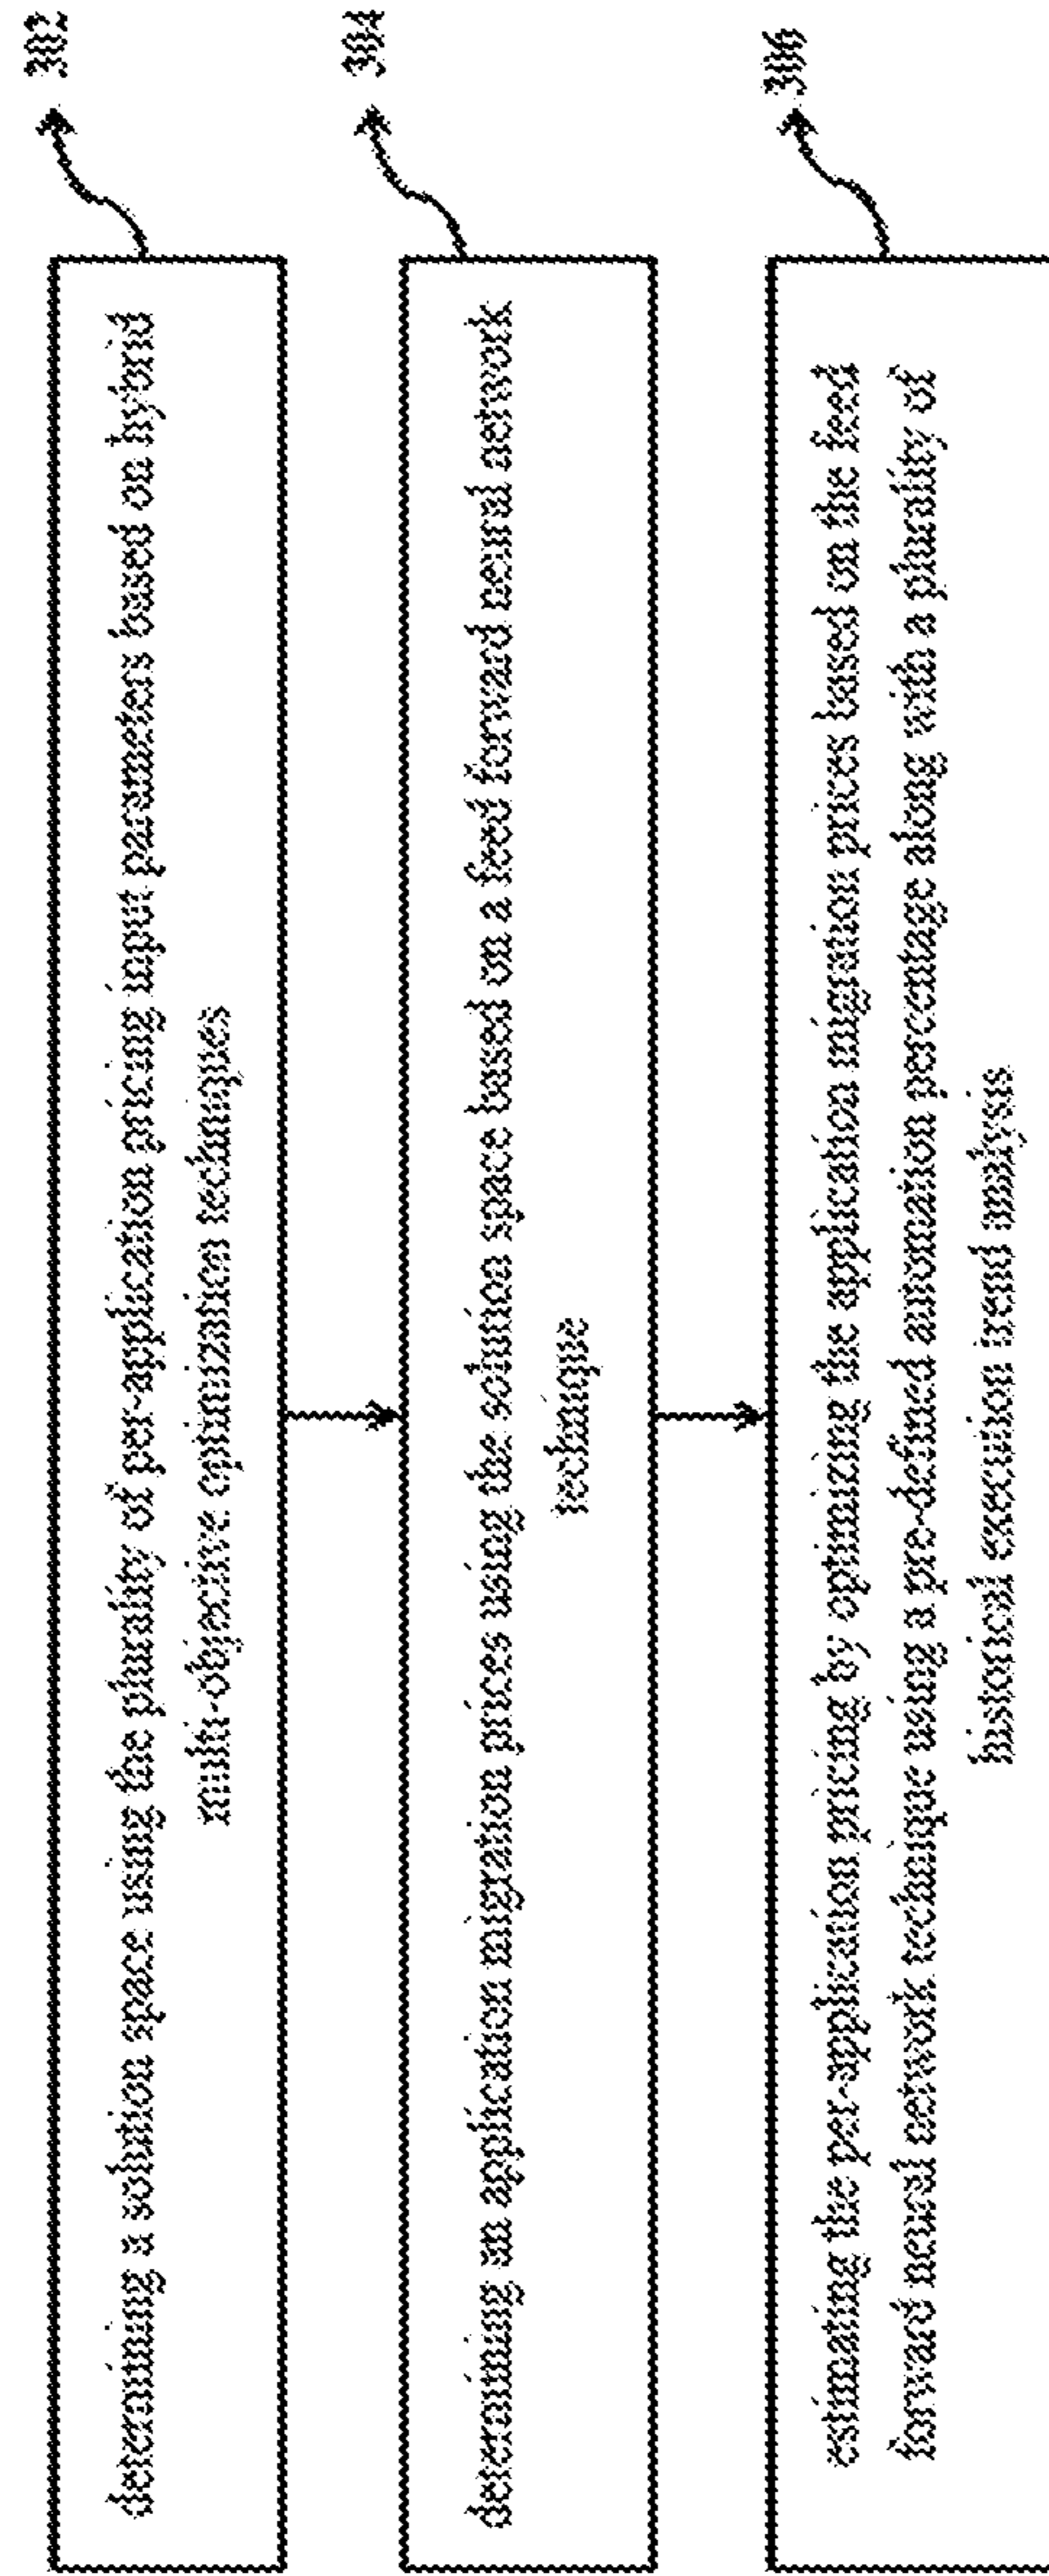 302
determining a solution space using the plurality of per-application pricing input parameters based on hybrid
multi-objective optimization techniques
304
determining an application migration prices using the solution space based on a feed forward neural network
technique
306
estimating the per-application pricing by optimizing the application migration prices based on the feed
forward neural network technique using a pre-defined automation percentage along with a plurality of
historical execution trend analysis